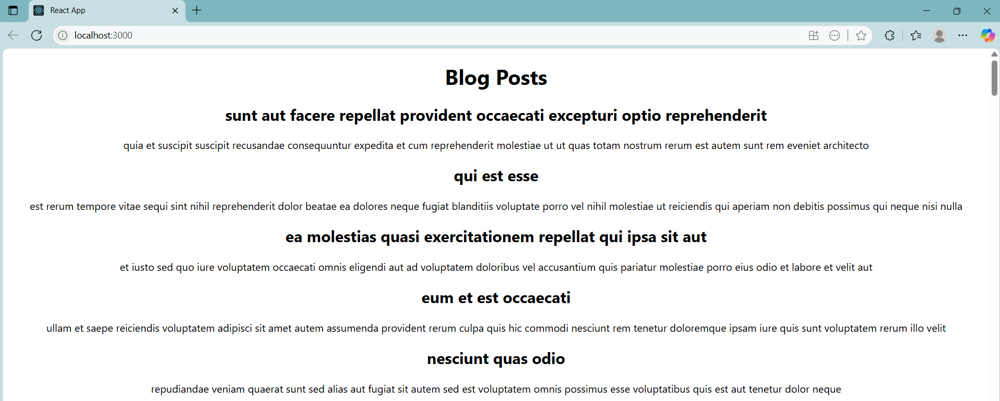 React App
localhost:3000
Blog Posts
sunt aut facere repellat provident occaecati excepturi optio reprehenderit
quia et suscipit suscipit recusandae consequuntur expedita et cum reprehenderit molestiae ut ut quas totam nostrum rerum est autem sunt rem eveniet architecto
qui est esse
est rerum tempore vitae sequi sint nihil reprehenderit dolor beatae ea dolores neque fugiat blanditiis voluptate porro vel nihil molestiae ut reiciendis qui aperiam non debitis possimus qui neque nisi nulla
ea molestias quasi exercitationem repellat qui ipsa sit aut
et iusto sed quo iure voluptatem occaecati omnis eligendi aut ad voluptatem doloribus vel accusantium quis pariatur molestiae porro eius odio et labore et velit aut
eum et est occaecati
ullam et saepe reiciendis voluptatem adipisci sit amet autem assumenda provident rerum culpa quis hic commodi nesciunt rem tenetur doloremque ipsam iure quis sunt voluptatem rerum illo velit
nesciunt quas odio
repudiandae veniam quaerat sunt sed alias aut fugiat sit autem sed est voluptatem omnis possimus esse voluptatibus quis est aut tenetur dolor neque